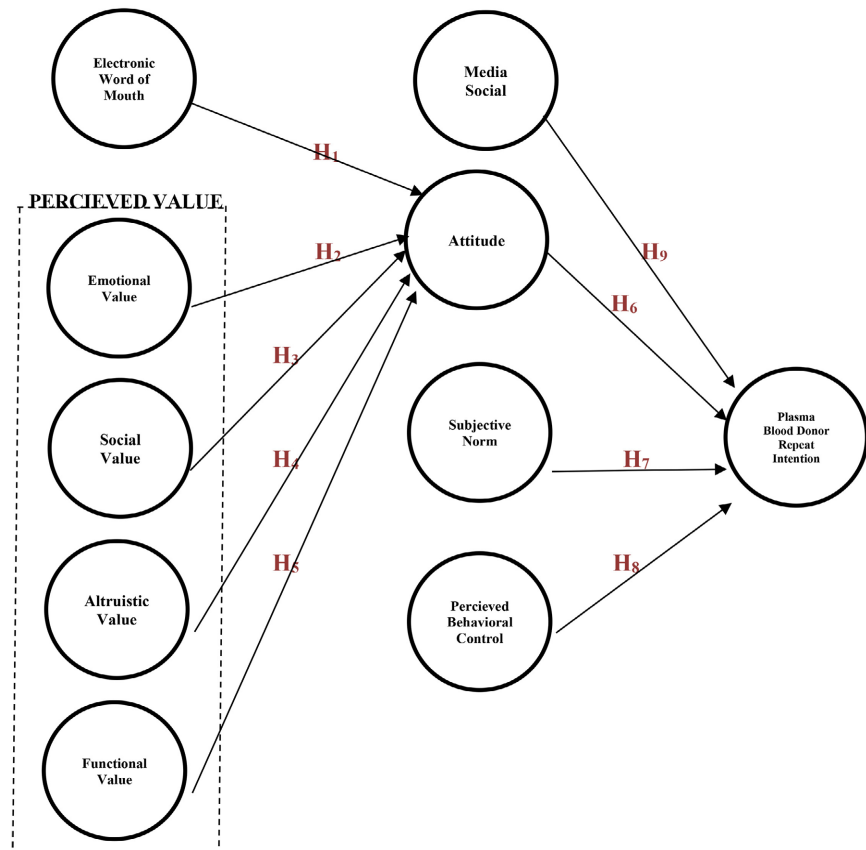 Electronic
Word of
Mouth
Media
Social
H₁
PERCIEVED VALUE
Attitude
Emotional
Value
H₂
H₉
H₆
H₃
Social
Value
Subjective
Norm
Plasma
Blood Donor
Repeat
Intention
H₄
H₇
H₅
H₈
Altruistic
Value
Percieved
Behavioral
Control
Functional
Value